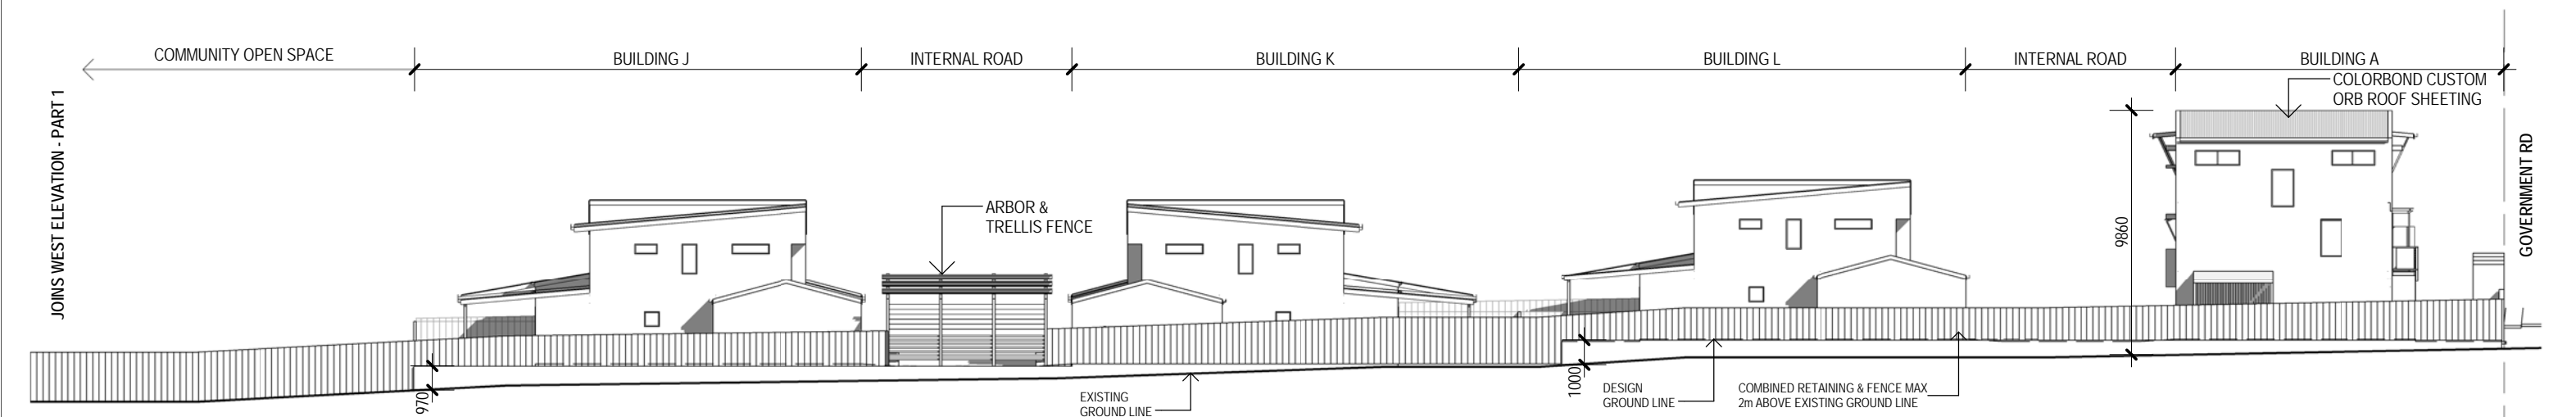 COMMUNITY OPEN SPACE
BUILDING J
INTERNAL ROAD
BUILDING K
BUILDING L
INTERNAL ROAD
BUILDING A
COLORBOND CUSTOM
ORB ROOF SHEETING
JOINS WEST ELEVATION - PART 1
GOVERNMENT RD
ARBOR &
TRELLIS FENCE
9860
970
1000
EXISTING
GROUND LINE
DESIGN
GROUND LINE
COMBINED RETAINING & FENCE MAX
2m ABOVE EXISTING GROUND LINE